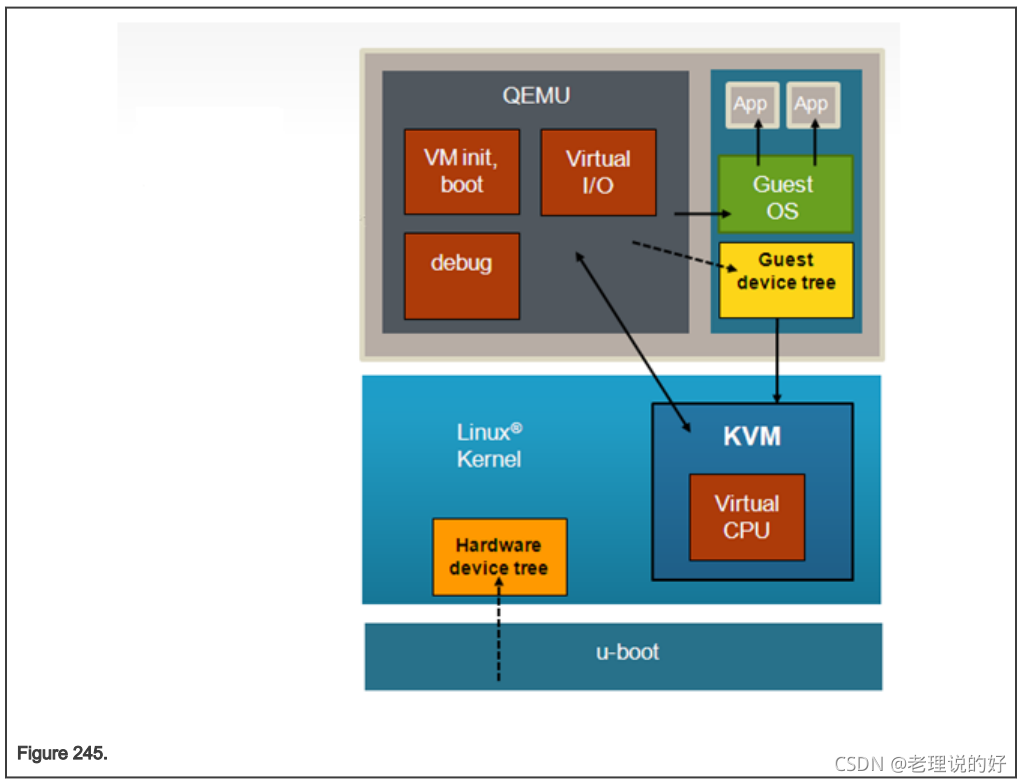 QEMU
VM init,
boot
Virtual
I/O
debug
App
App
Guest
OS
Guest
device tree
Linux®
Kernel
KVM
Virtual
CPU
Hardware
device tree
u-boot
Figure 245.
CSDN @老理说的好